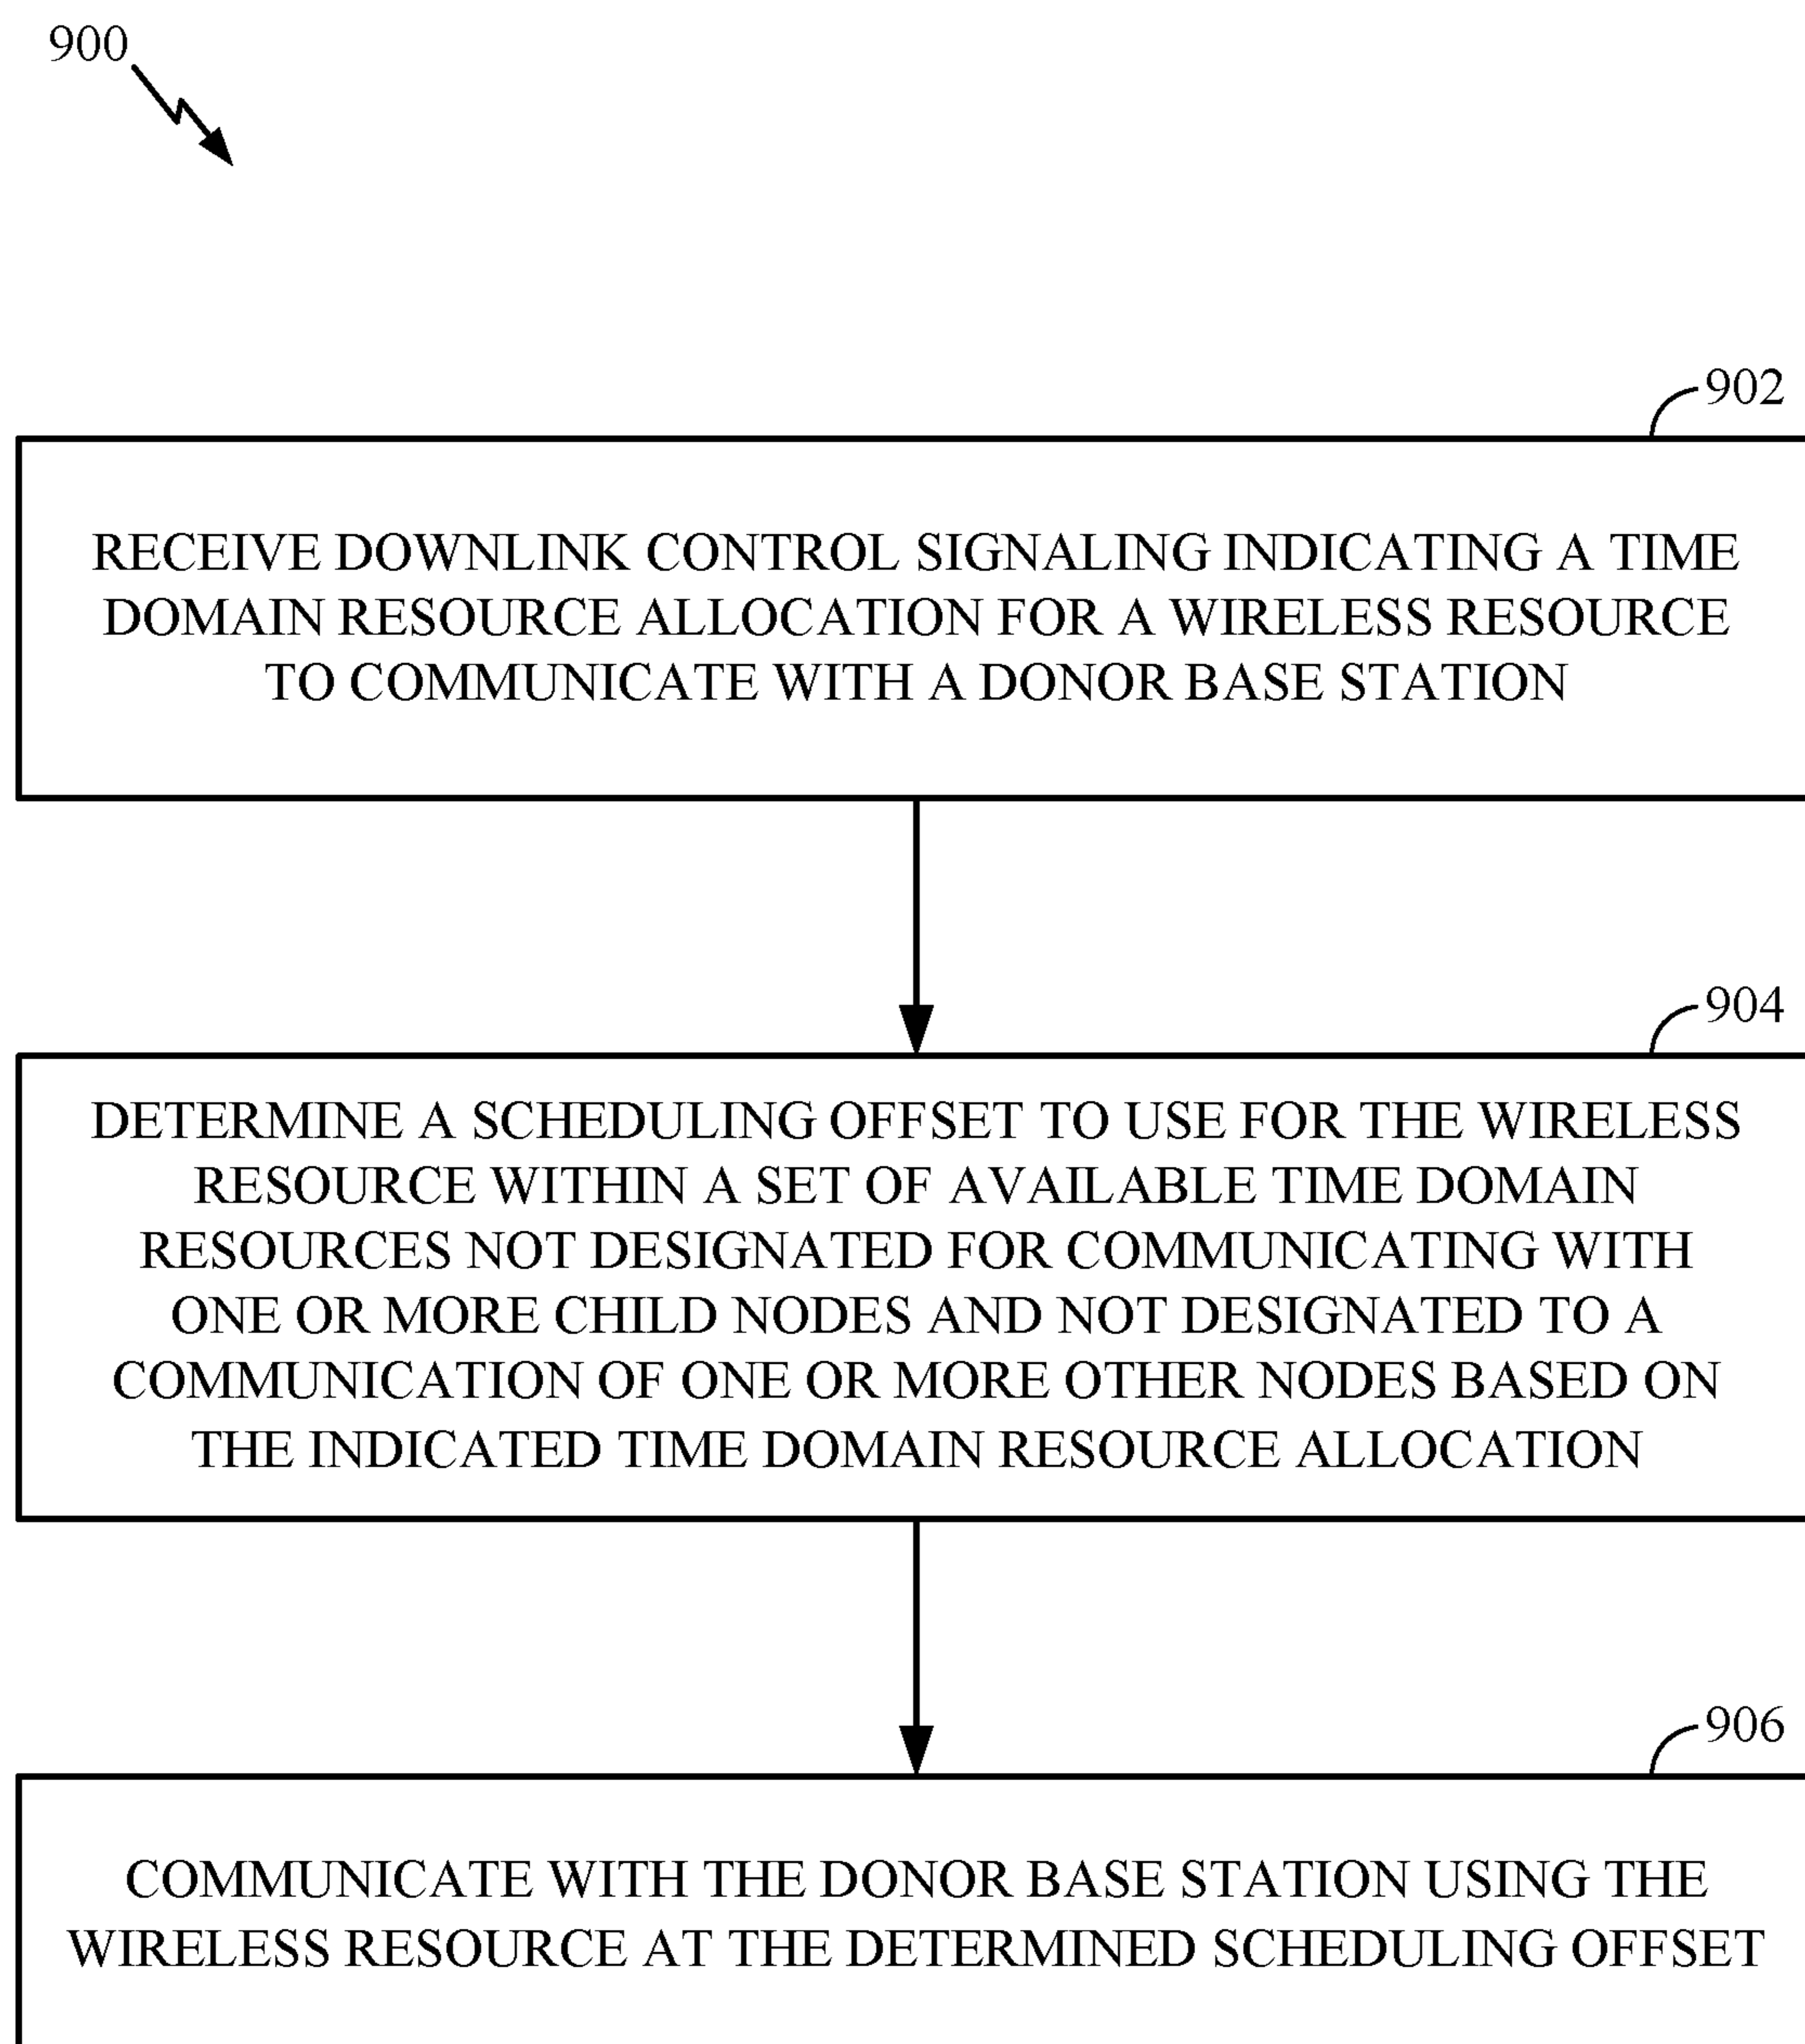 900
902
RECEIVE DOWNLINK CONTROL SIGNALING INDICATING A TIME
DOMAIN RESOURCE ALLOCATION FOR A WIRELESS RESOURCE
TO COMMUNICATE WITH A DONOR BASE STATION
904
DETERMINE A SCHEDULING OFFSET TO USE FOR THE WIRELESS
RESOURCE WITHIN A SET OF AVAILABLE TIME DOMAIN
RESOURCES NOT DESIGNATED FOR COMMUNICATING WITH
ONE OR MORE CHILD NODES AND NOT DESIGNATED TO A
COMMUNICATION OF ONE OR MORE OTHER NODES BASED ON
THE INDICATED TIME DOMAIN RESOURCE ALLOCATION
906
COMMUNICATE WITH THE DONOR BASE STATION USING THE
WIRELESS RESOURCE AT THE DETERMINED SCHEDULING OFFSET